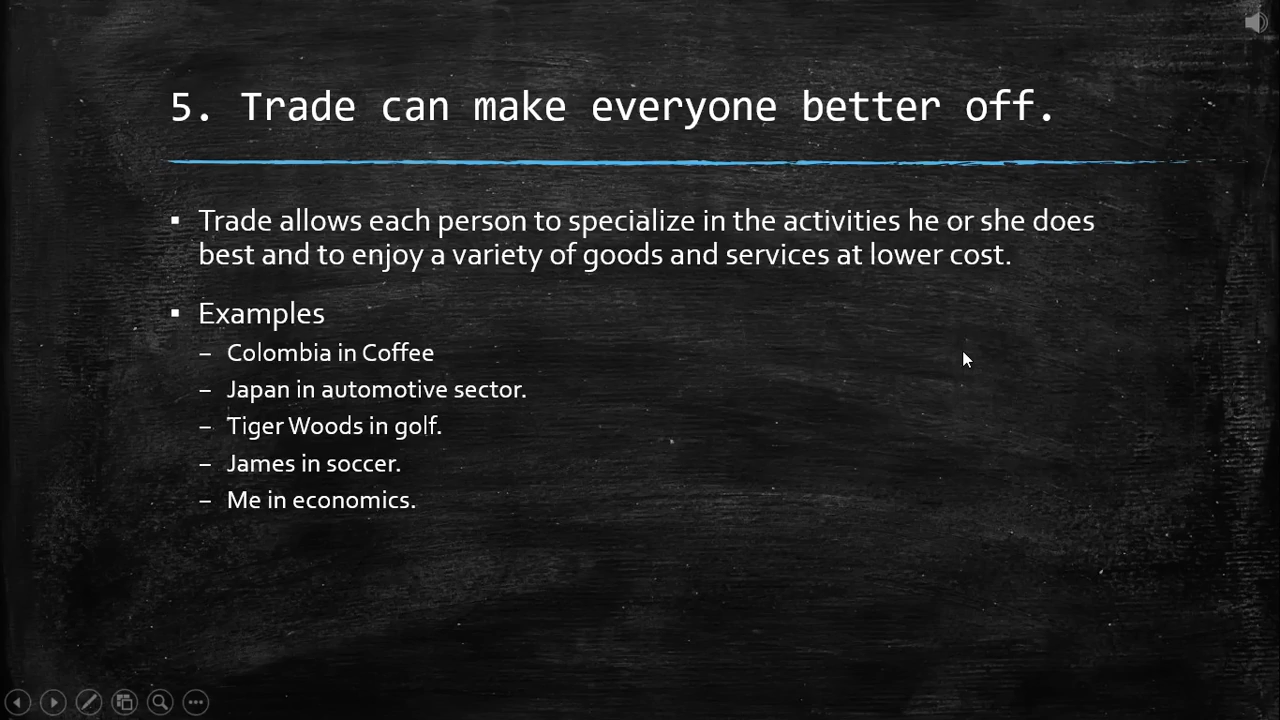 5. Trade can make everyone better off.
▪ Trade allows each person to specialize in the activities he or she does
best and to enjoy a variety of goods and services at lower cost.
▪ Examples
– Colombia in Coffee
– Japan in automotive sector.
– Tiger Woods in golf.
– James in soccer.
– Me in economics.